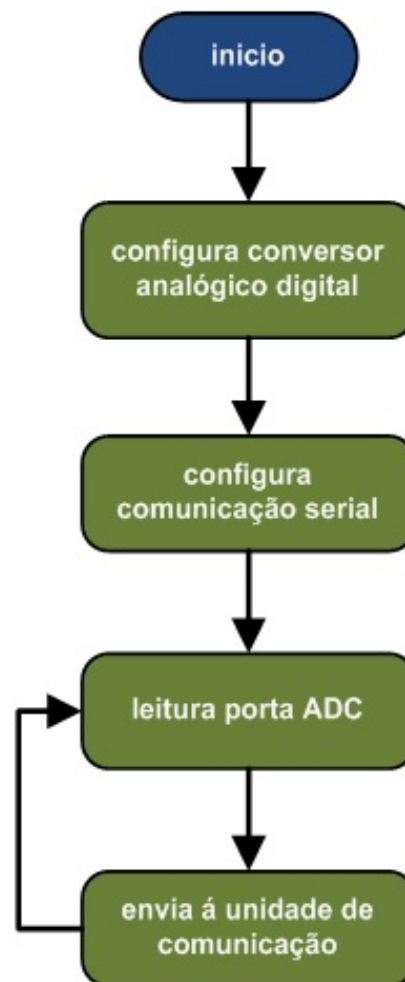 inicio
configura conversor
analógico digital
configura
comunicação serial
leitura porta ADC
envia á unidade de
comunicação